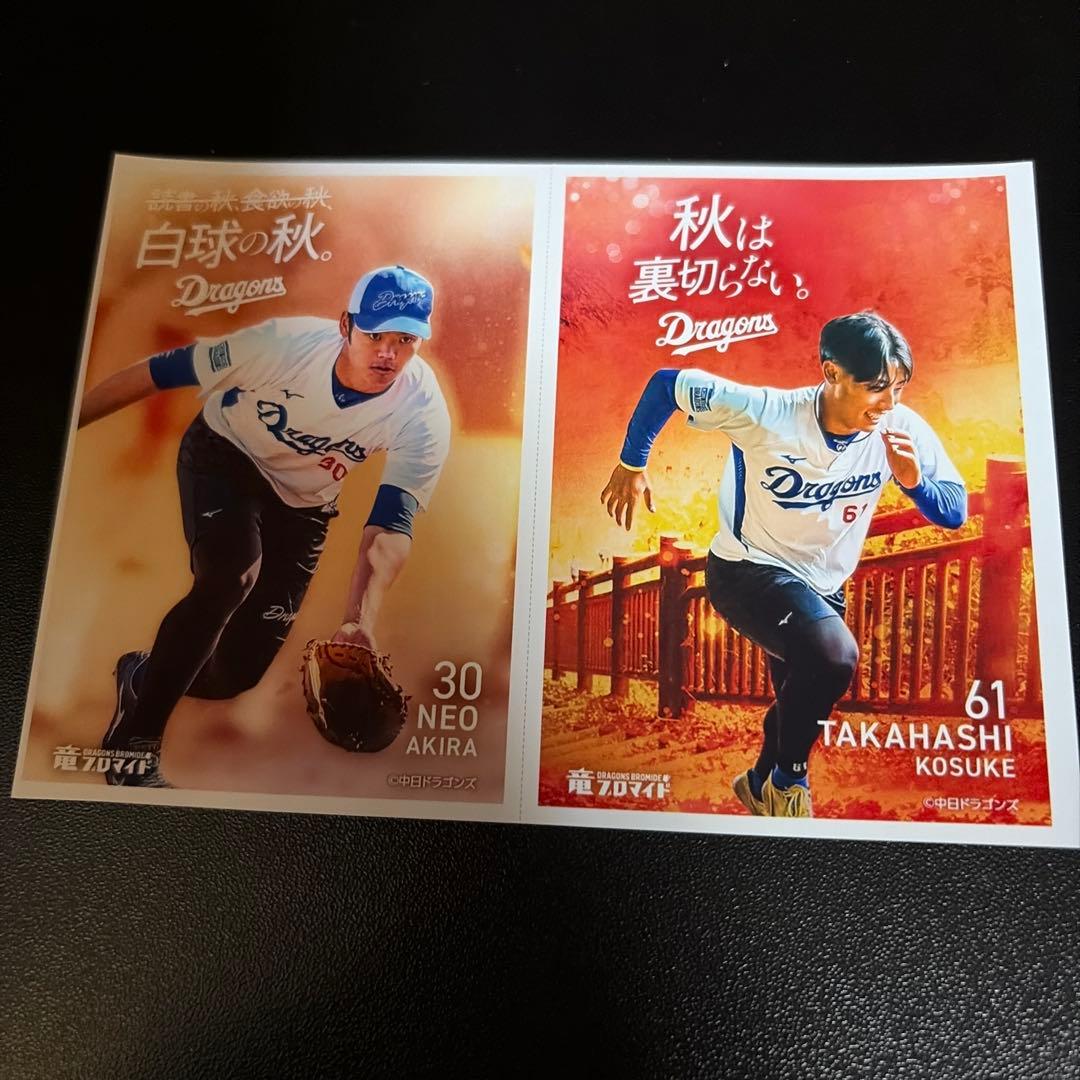 読書の秋、食欲の秋、
白球の秋。
Dragons
Dragons
30
30
NEO
AKIRA
竜
DRAGONS BROMIDE
ブロマイド
©中日ドラゴンズ
秋は
裏切らない。
Dragons
Dragons
61
61
TAKAHASHI
KOSUKE
竜
DRAGONS BROMIDE
ブロマイド
©中日ドラゴンズ